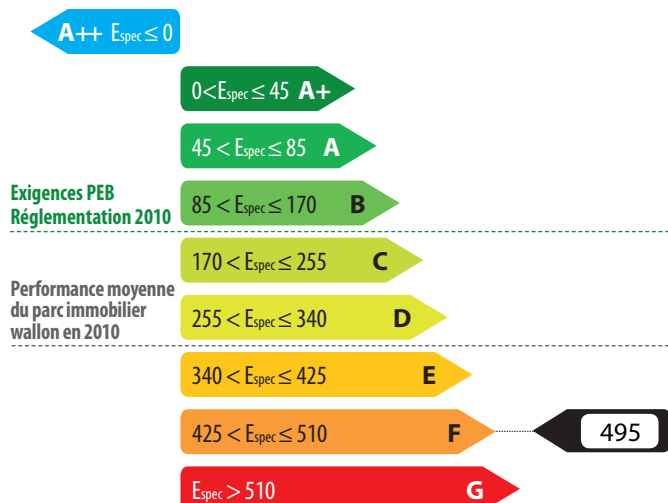 A++ Espec ≤ 0
0<Espec ≤ 45 A+
45 < Espec ≤ 85 A
Exigences PEB
Réglementation 2010
85 < Espec ≤ 170 B
170 < Espec ≤ 255 C
Performance moyenne
du parc immobilier
wallon en 2010
255 < Espec ≤ 340 D
340 < Espec ≤ 425 E
425 < Espec ≤ 510 F
495
Espec > 510 G